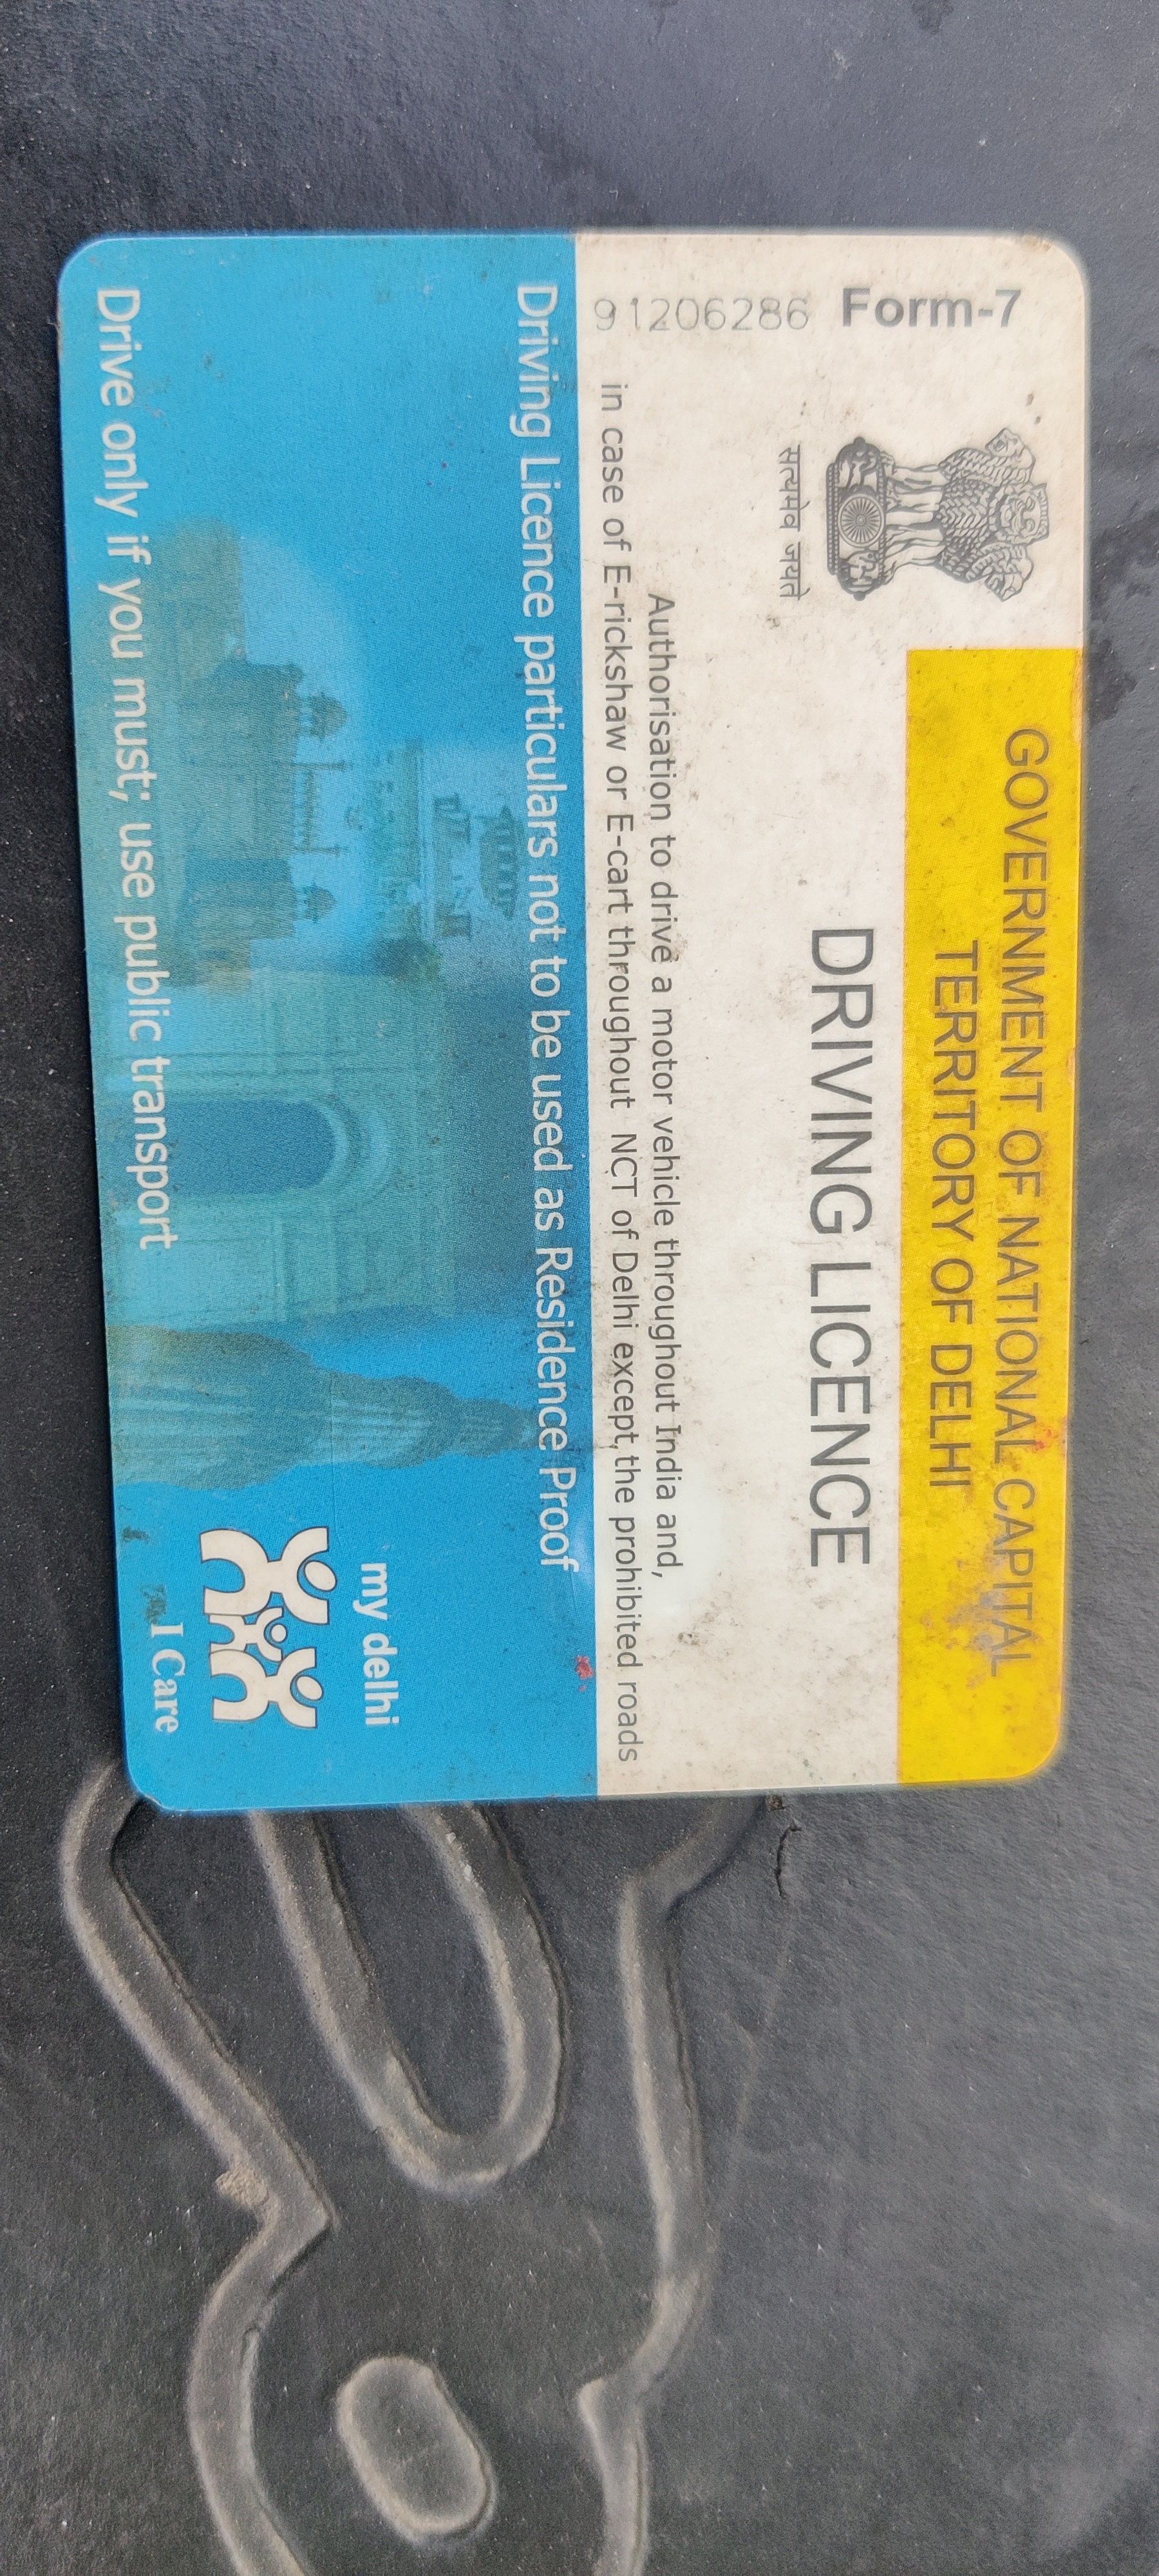 Form-7
91206286
सत्यमेव जयते
GOVERNMENT OF NATIONAL CAPITAL
TERRITORY OF DELHI
DRIVING LICENCE
Authorisation to drive a motor vehicle throughout India and,
in case of E-rickshaw or E-cart throughout NCT of Delhi except, the prohibited roads
Driving Licence particulars not to be used as Residence Proof
my delhi
I Care
Drive only if you must; use public transport